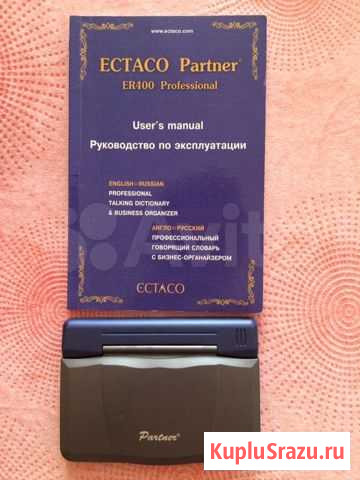 www.ectaco.com
ECTACO Partner®
ER400 Professional
User's manual
Руководство по эксплуатации
ENGLISH–RUSSIAN
PROFESSIONAL
TALKING DICTIONARY
& BUSINESS ORGANIZER
АНГЛО–РУССКИЙ
ПРОФЕССИОНАЛЬНЫЙ
ГОВОРЯЩИЙ СЛОВАРЬ
С БИЗНЕС-ОРГАНАЙЗЕРОМ
ECTACO
Partner®
Avito
KupluSrazu.ru